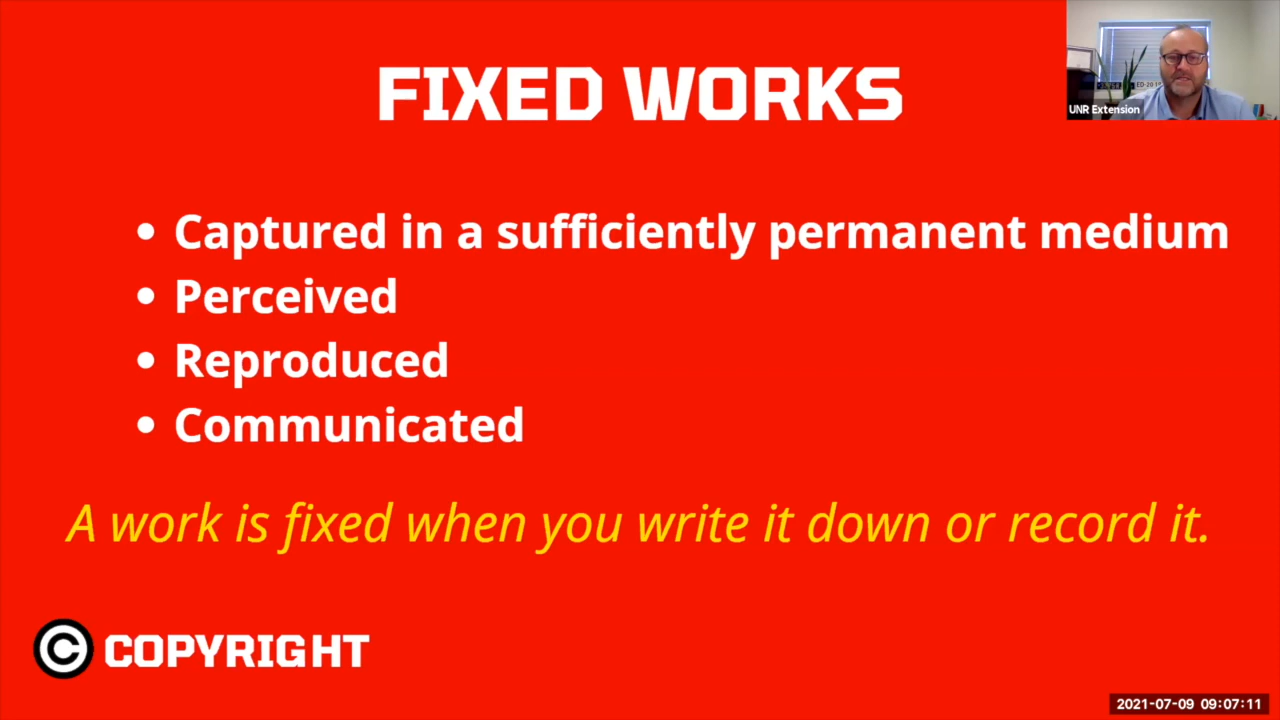 FIXED WORKS
UNR Extension
• Captured in a sufficiently permanent medium
• Perceived
• Reproduced
• Communicated
A work is fixed when you write it down or record it.
© COPYRIGHT
2021-07-09 09:07:11